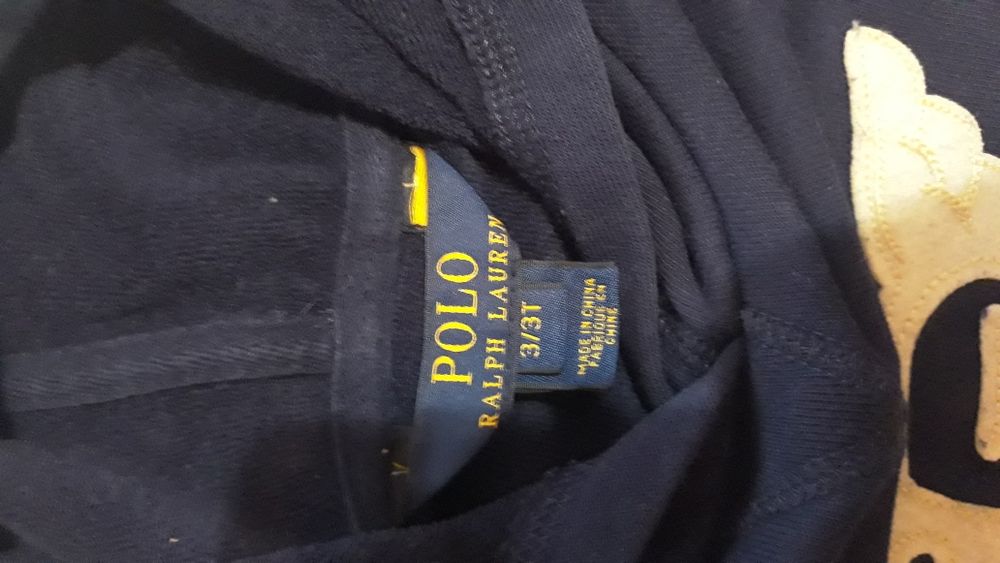 POLO
RALPH LAUREN
3/3T
MADE IN CHINA
FABRIQUÉ EN
CHINE